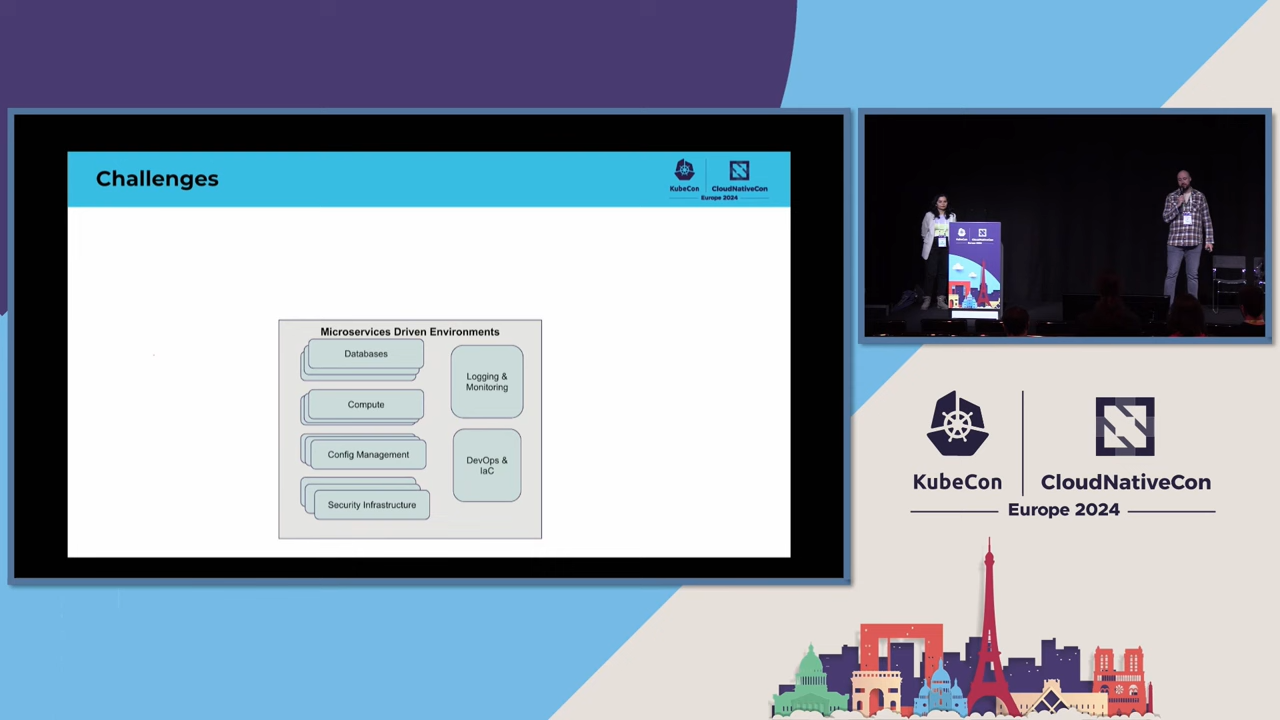 Challenges
KubeCon
CloudNativeCon
Europe 2024
Microservices Driven Environments
Databases
Compute
Config Management
Security Infrastructure
Logging &
Monitoring
DevOps &
IaC
KubeCon
CloudNativeCon
Europe 2024